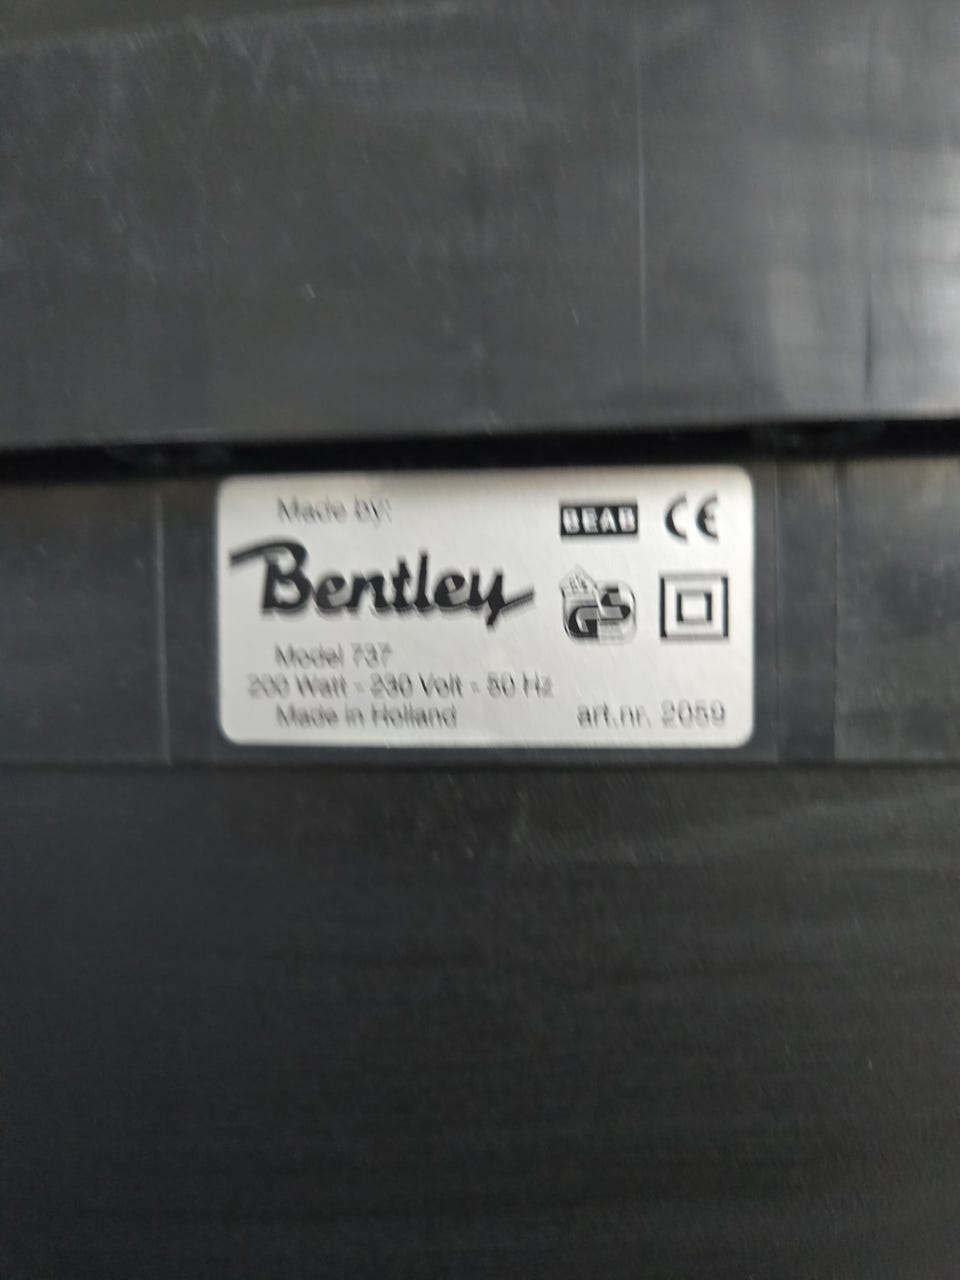 Made by:
BEAB CE
Bentley
GS
Model 737
200 Watt - 230 Volt - 50 Hz
Made in Holland art.nr. 2059